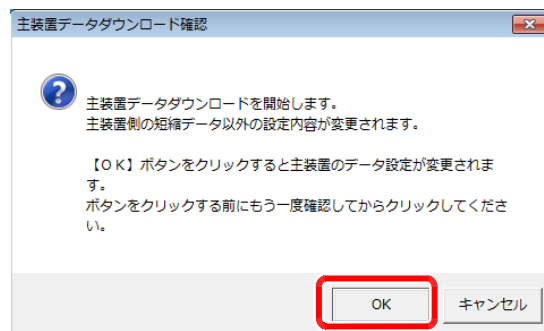 主装置データダウンロード確認
主装置データダウンロードを開始します。
主装置側の短縮データ以外の設定内容が変更されます。
【OK】ボタンをクリックすると主装置のデータ設定が変更されま
す。
ボタンをクリックする前にもう一度確認してからクリックしてくださ
い。
OK キャンセル